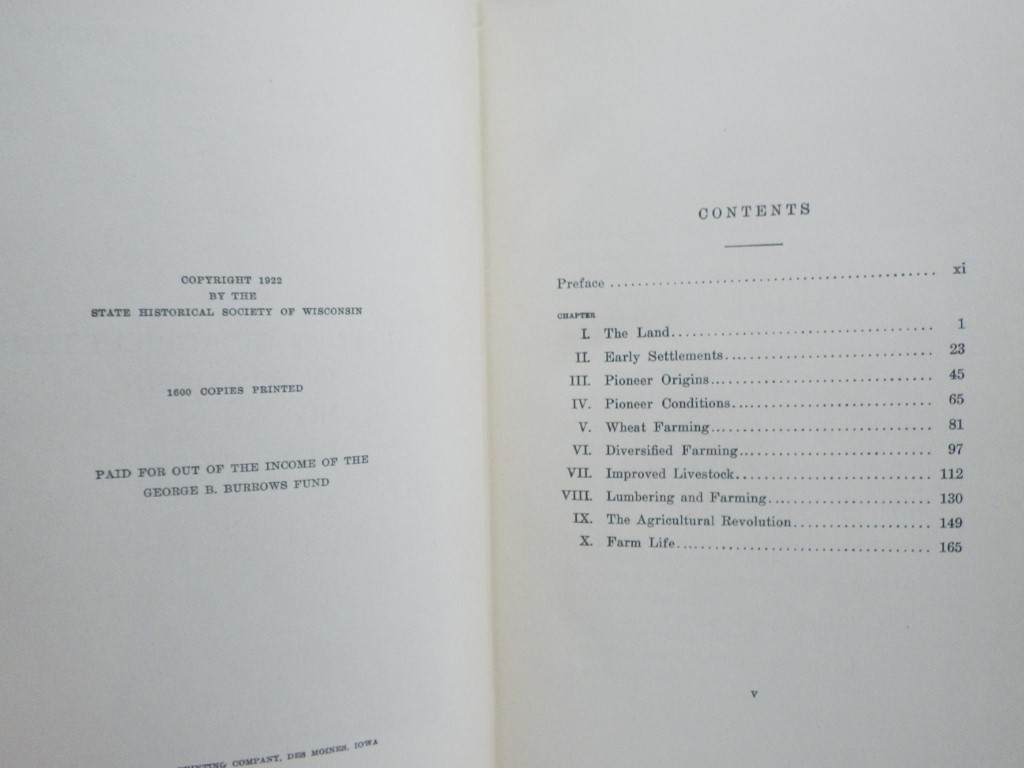 COPYRIGHT 1922
BY THE
STATE HISTORICAL SOCIETY OF WISCONSIN
1600 COPIES PRINTED
PAID FOR OUT OF THE INCOME OF THE
GEORGE B. BURROWS FUND
COMPANY, DES MOINES, IOWA
CONTENTS
Preface ........................................ xi
CHAPTER
I. The Land.................................. 1
II. Early Settlements.......................... 23
III. Pioneer Origins............................ 45
IV. Pioneer Conditions......................... 65
V. Wheat Farming............................ 81
VI. Diversified Farming........................ 97
VII. Improved Livestock........................ 112
VIII. Lumbering and Farming.................... 130
IX. The Agricultural Revolution................. 149
X. Farm Life................................. 165
v